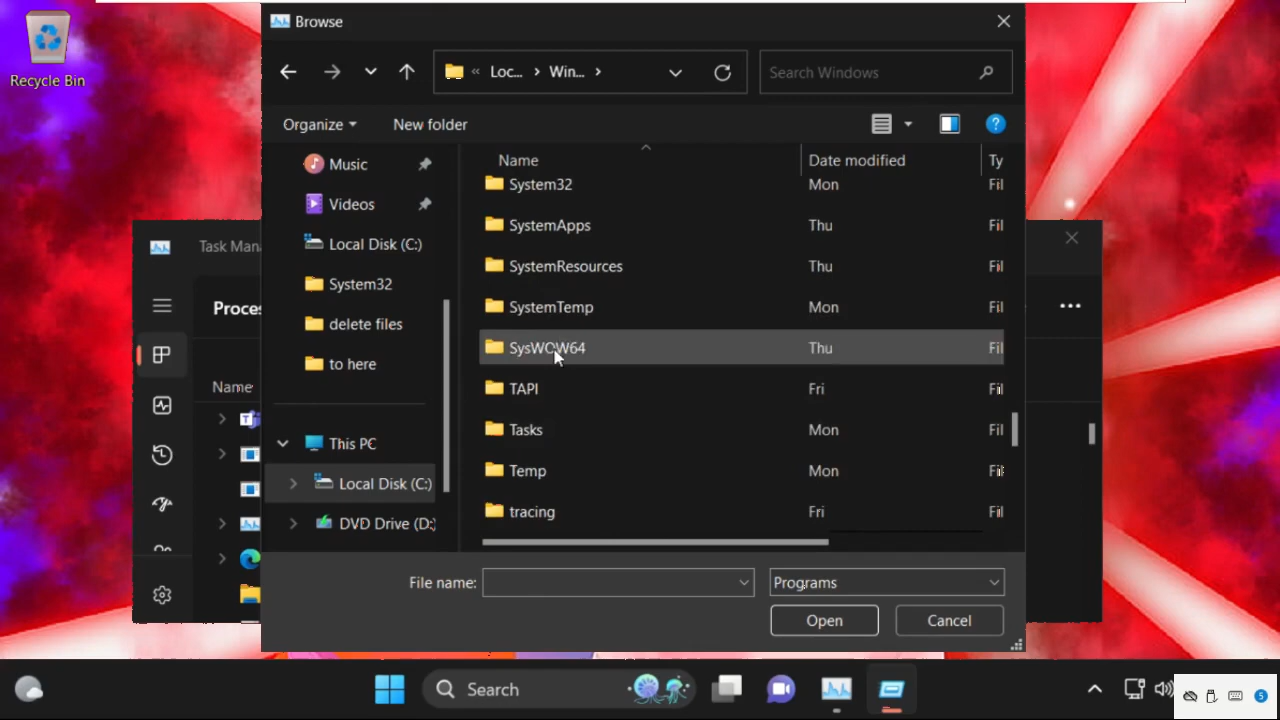 Recycle Bin
Browse
« Loc... > Win... >
Search Windows
Organize
New folder
Name
Date modified
Ty
Music
Videos
Local Disk (C:)
System32
delete files
to here
This PC
Local Disk (C:)
DVD Drive (D:)
System32 Mon Fil
SystemApps Thu Fil
SystemResources Thu Fil
SystemTemp Mon Fil
SysWOW64 Thu Fil
TAPI Fri Fil
Tasks Mon Fil
Temp Mon Fil
tracing Fri Fil
File name:
Programs
Open
Cancel
Task Man
Proces
Name
Search
5